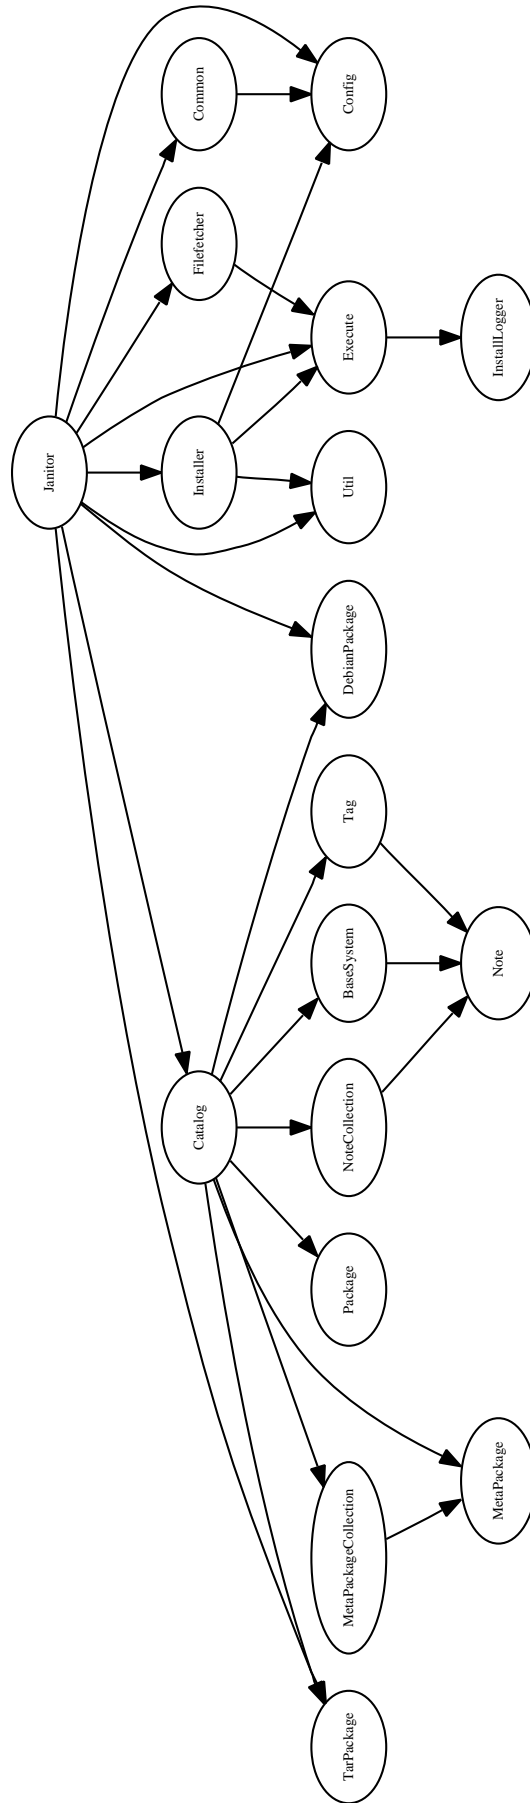 Janitor
Common
Filefetcher
Installer
Catalog
Config
Execute
Util
DebianPackage
Tag
BaseSystem
NoteCollection
Package
MetaPackageCollection
TarPackage
InstallLogger
Note
MetaPackage